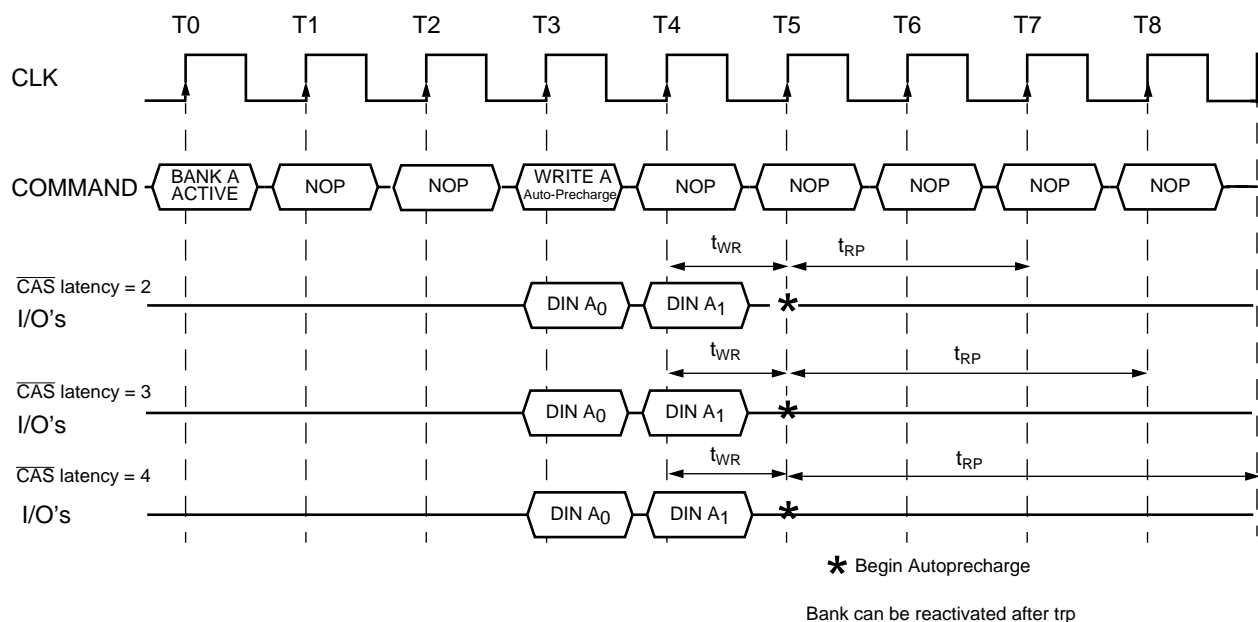 T0 T1 T2 T3 T4 T5 T6 T7 T8
CLK
COMMAND
BANK A
ACTIVE
NOP
NOP
WRITE A
Auto-Precharge
NOP
NOP
NOP
NOP
NOP
tWR
tRP
CAS latency = 2
I/O's
DIN A0
DIN A1
*
tWR
tRP
CAS latency = 3
I/O's
DIN A0
DIN A1
*
tWR
tRP
CAS latency = 4
I/O's
DIN A0
DIN A1
*
* Begin Autoprecharge
Bank can be reactivated after trp